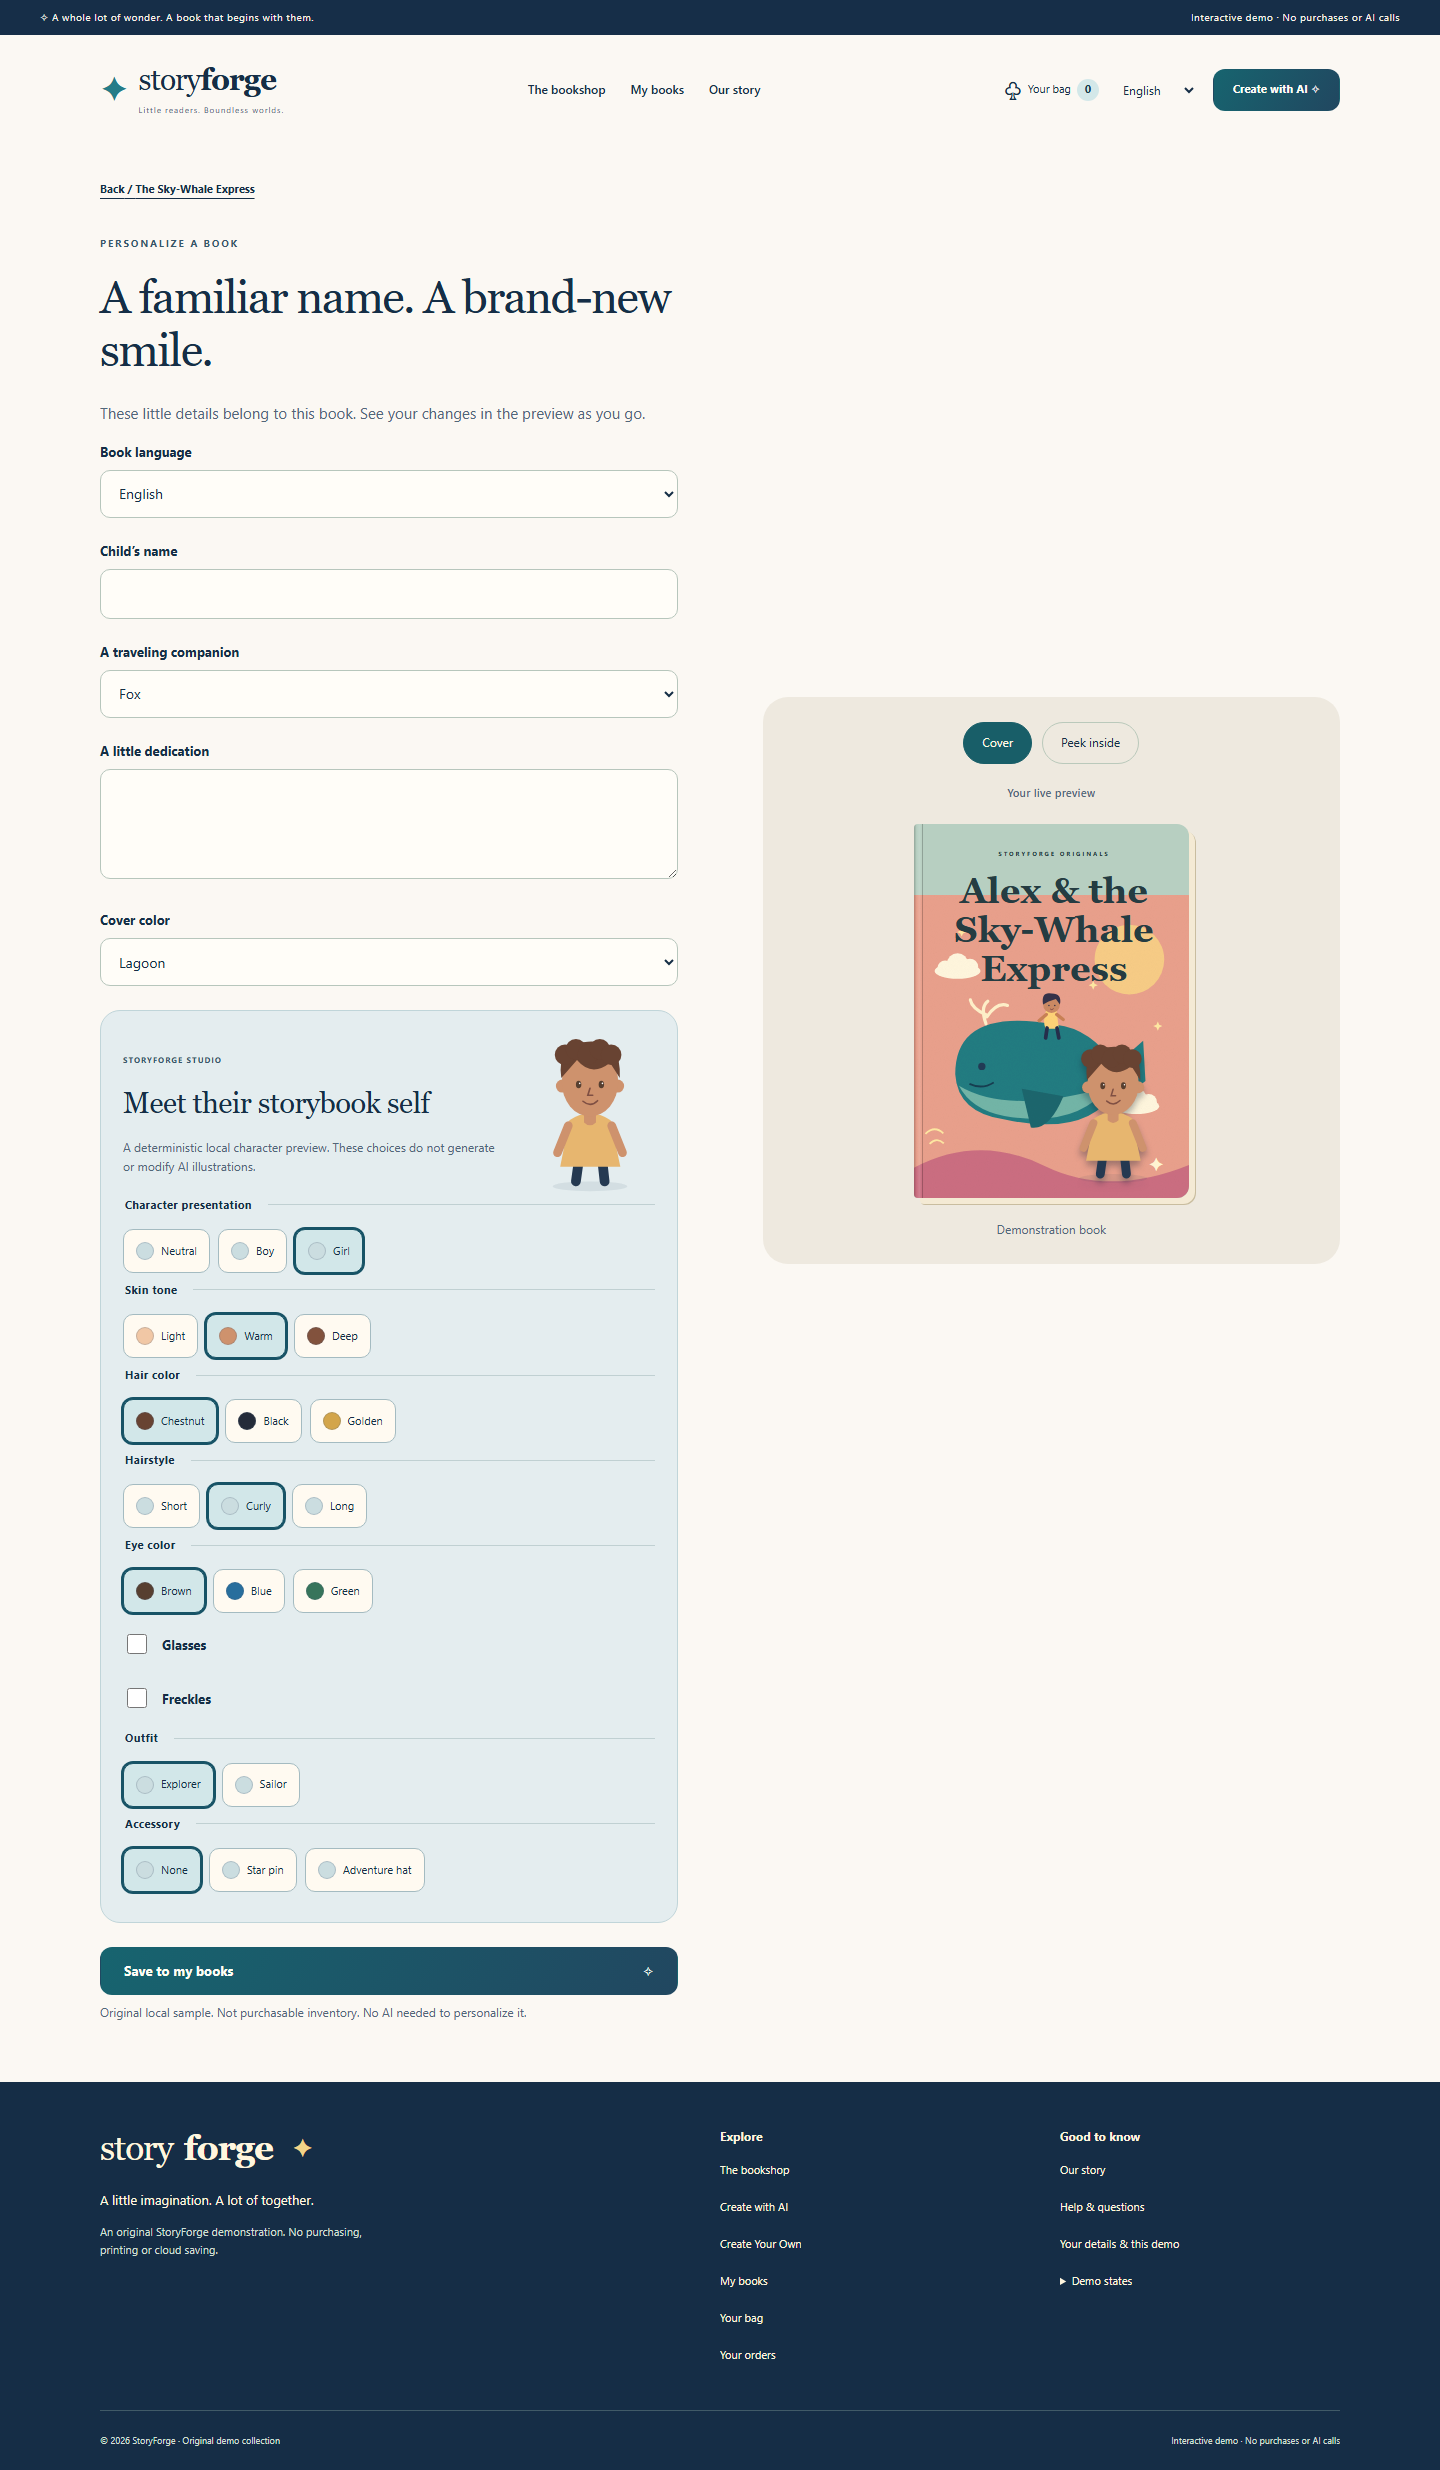 ✧ A whole lot of wonder. A book that begins with them.
Interactive demo · No purchases or AI calls
storyforge
Little readers. Boundless worlds.
The bookshop
My books
Our story
Your bag 0
English
Create with AI ✧
Back / The Sky-Whale Express
PERSONALIZE A BOOK
A familiar name. A brand-new
smile.
These little details belong to this book. See your changes in the preview as you go.
Book language
English
Child's name
A traveling companion
Fox
A little dedication
Cover color
Lagoon
STORYFORGE STUDIO
Meet their storybook self
A deterministic local character preview. These choices do not generate
or modify AI illustrations.
Character presentation
Neutral
Boy
Girl
Skin tone
Light
Warm
Deep
Hair color
Chestnut
Black
Golden
Hairstyle
Short
Curly
Long
Eye color
Brown
Blue
Green
Glasses
Freckles
Outfit
Explorer
Sailor
Accessory
None
Star pin
Adventure hat
Save to my books ✧
Original local sample. Not purchasable inventory. No AI needed to personalize it.
Cover
Peek inside
Your live preview
STORYFORGE ORIGINALS
Alex & the
Sky-Whale
Express
Demonstration book
story forge
A little imagination. A lot of together.
An original StoryForge demonstration. No purchasing,
printing or cloud saving.
Explore
The bookshop
Create with AI
Create Your Own
My books
Your bag
Your orders
Good to know
Our story
Help & questions
Your details & this demo
▶ Demo states
© 2026 StoryForge · Original demo collection
Interactive demo · No purchases or AI calls